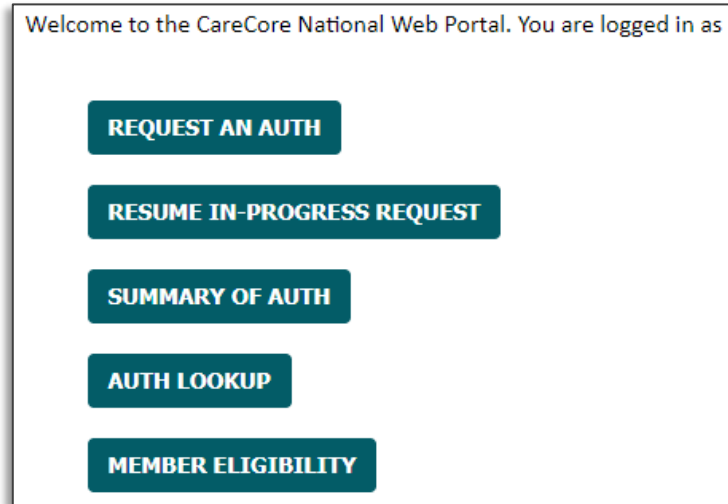 Welcome to the CareCore National Web Portal. You are logged in as
REQUEST AN AUTH
RESUME IN-PROGRESS REQUEST
SUMMARY OF AUTH
AUTH LOOKUP
MEMBER ELIGIBILITY